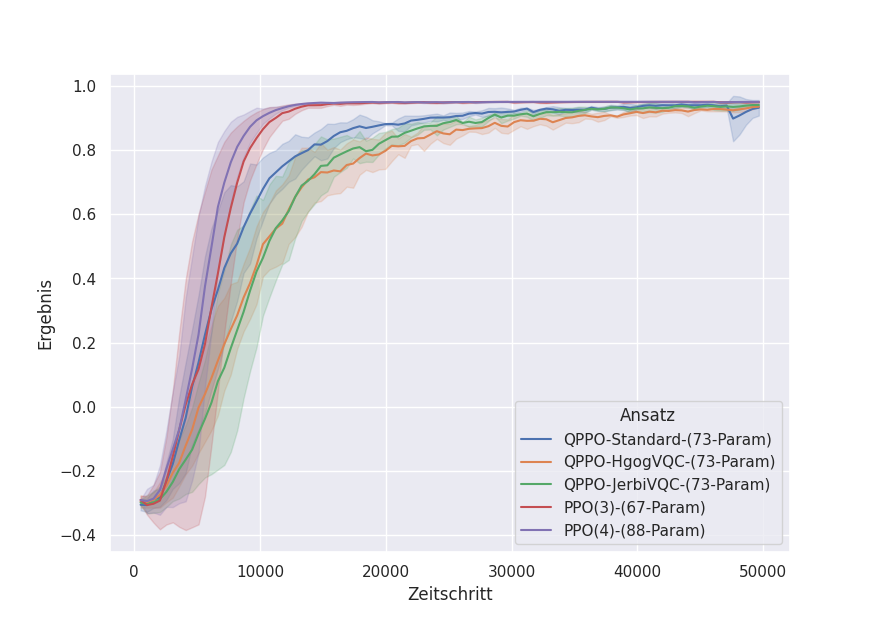 1.0
0.8
0.6
0.4
0.2
0.0
−0.2
−0.4
Ergebnis
0
10000
20000
30000
40000
50000
Zeitschritt
Ansatz
QPPO-Standard-(73-Param)
QPPO-HgogVQC-(73-Param)
QPPO-JerbiVQC-(73-Param)
PPO(3)-(67-Param)
PPO(4)-(88-Param)